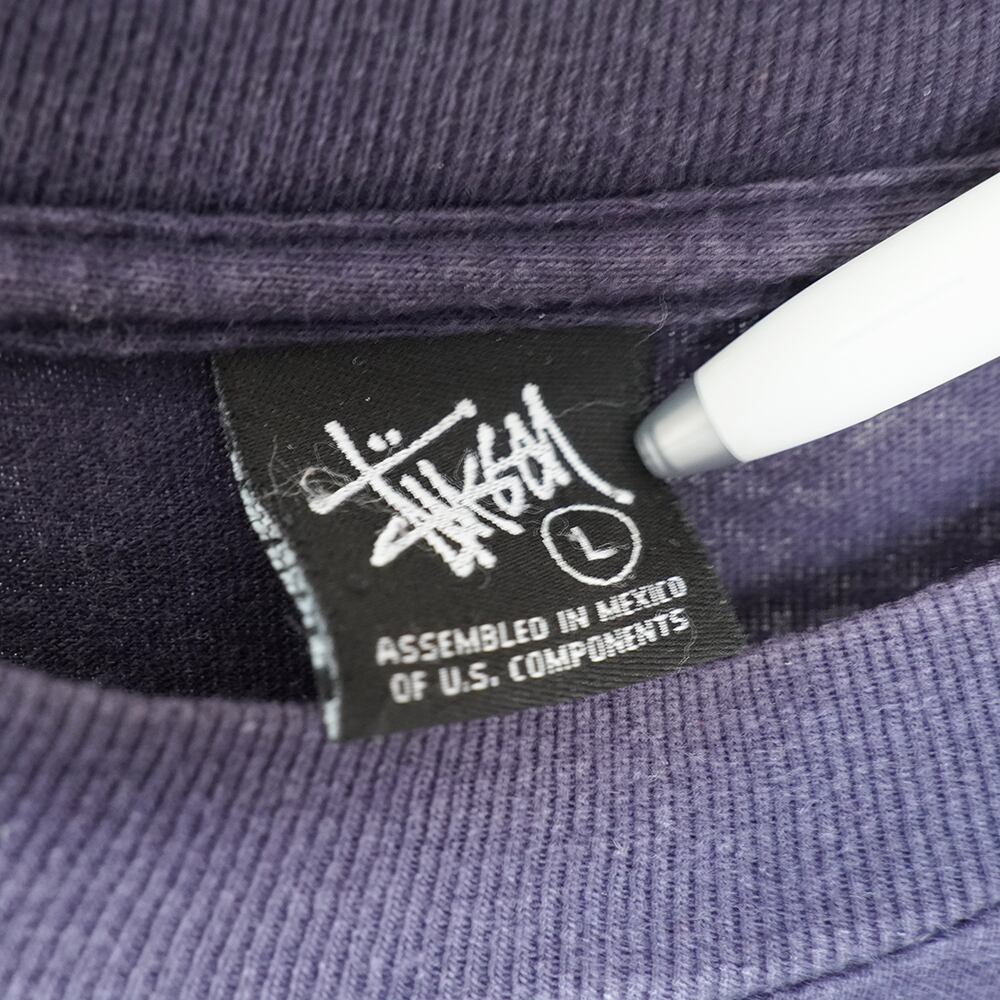 Stüssy
L
ASSEMBLED IN MEXICO
OF U.S. COMPONENTS